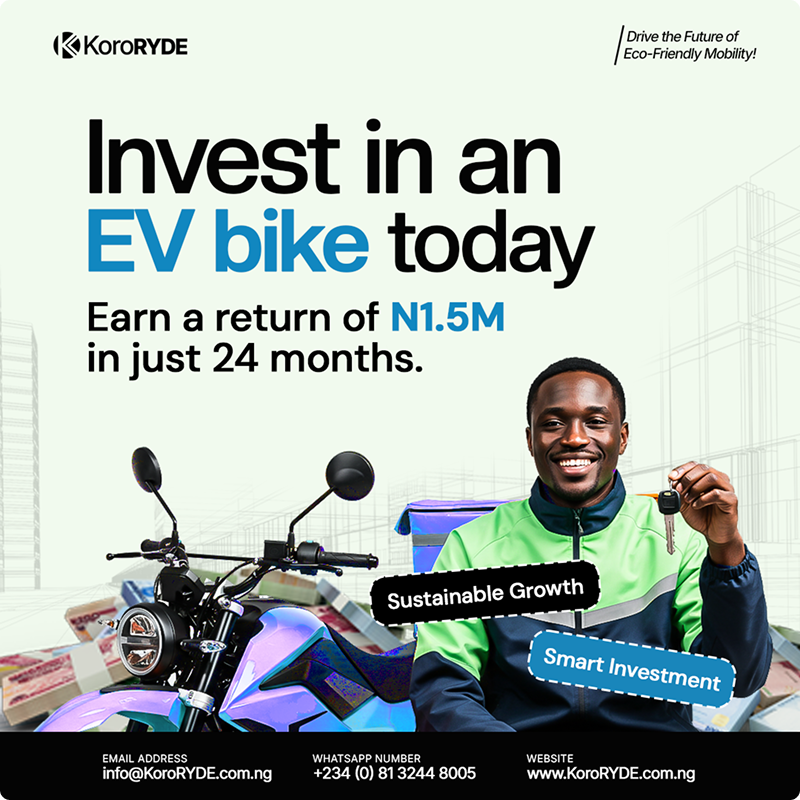 KoroRYDE
Drive the Future of
Eco-Friendly Mobility!
Invest in an
EV bike today
Earn a return of N1.5M
in just 24 months.
Sustainable Growth
Smart Investment
EMAIL ADDRESS
info@KoroRYDE.com.ng
WHATSAPP NUMBER
+234 (0) 81 3244 8005
WEBSITE
www.KoroRYDE.com.ng